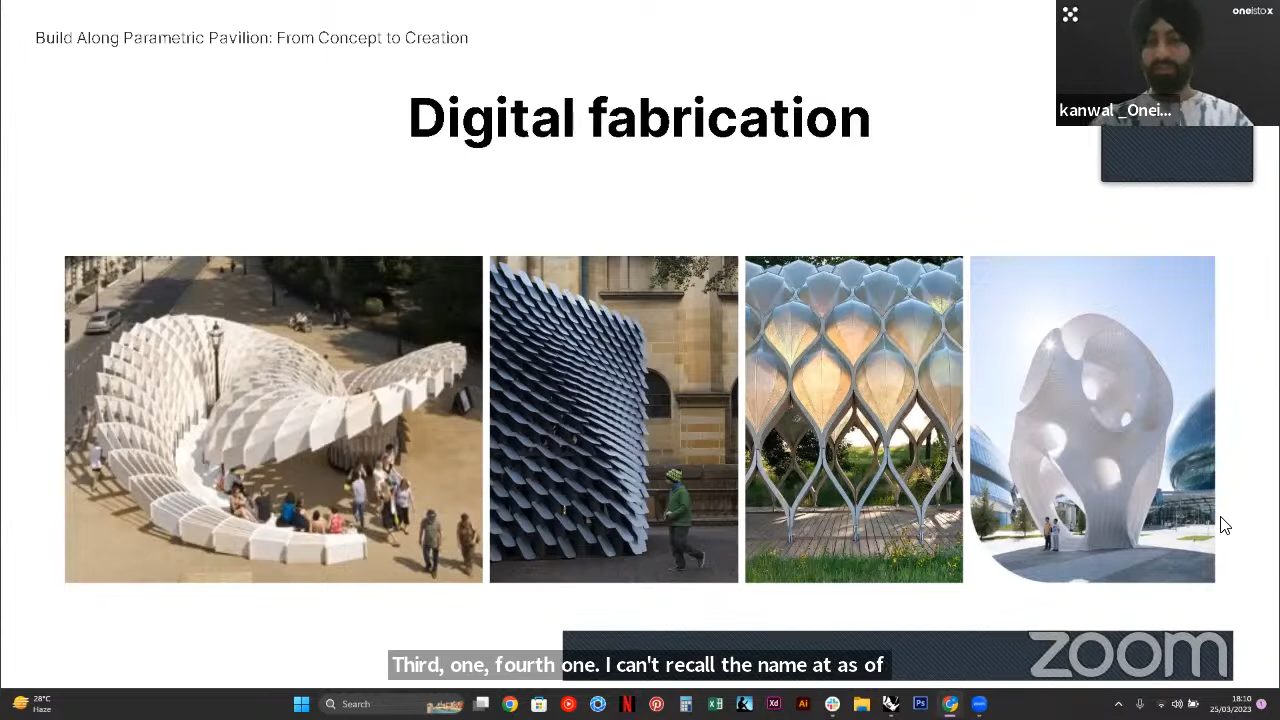 Build Along Parametric Pavilion: From Concept to Creation
oneistox
kanwal _Onei...
Digital fabrication
Third, one, fourth one. I can't recall the name at as of
zoom
28°C
Haze
Search
18:10
25/03/2023